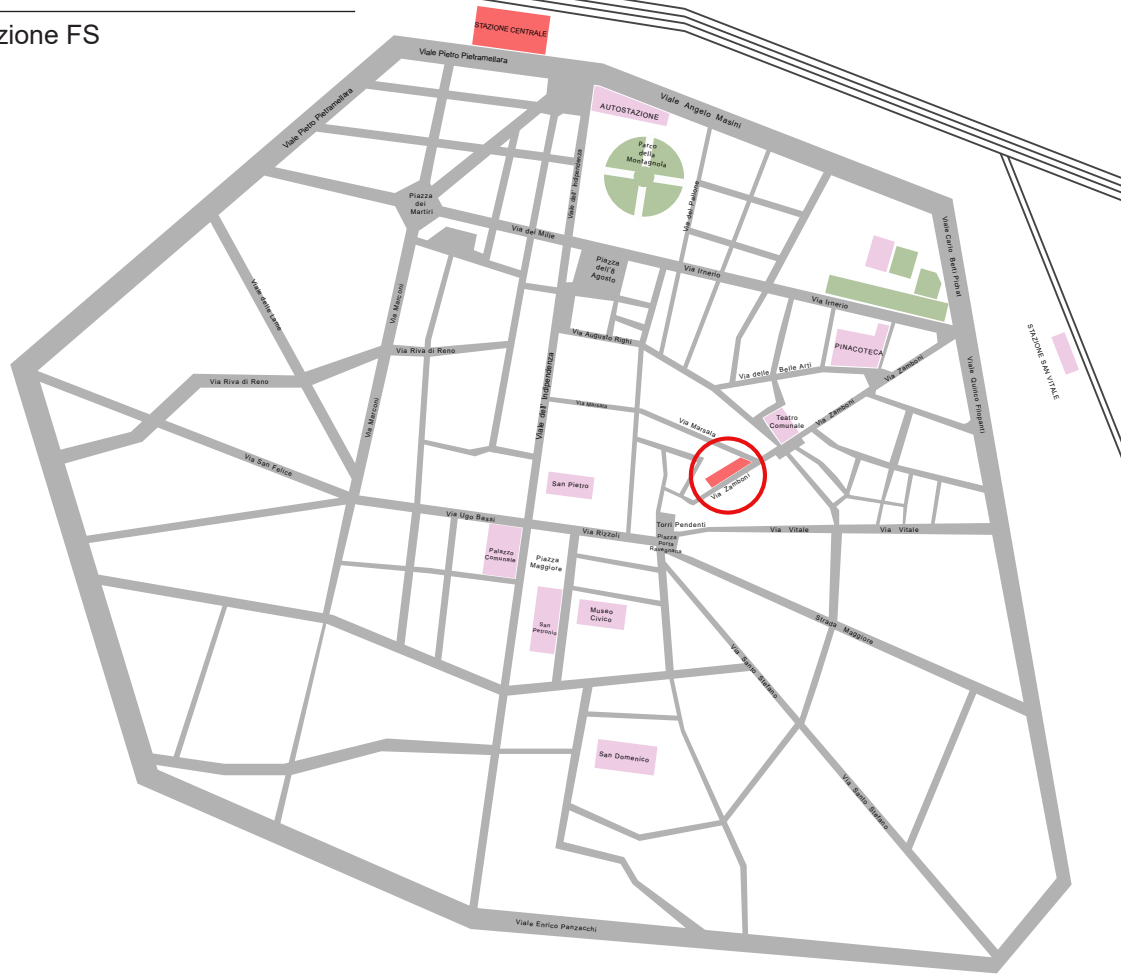 zione FS
STAZIONE CENTRALE
Viale Pietro Pietramellara
Viale Pietro Pietramellara
AUTOSTAZIONE
Viale Angelo Masini
Parco
della
Montagnola
Viale dell' Indipendenza
Via del Pallone
Piazza
dei
Martiri
Via dei Mille
Piazza
dell'8
Agosto
Via Irnerio
Via Irnerio
Viale Carlo Berti Pichat
STAZIONE SAN VITALE
Viale delle Lame
Via Marconi
Via Riva di Reno
Via Riva di Reno
Via Augusto Righi
PINACOTECA
Via delle Belle Arti
Via Zamboni
Viale Quirico Filopanti
Viale dell' Indipendenza
Via Marconi
Via Marsala
Via Marsala
Teatro
Comunale
Via Zamboni
Via San Felice
San Pietro
Via Zamboni
Via Ugo Bassi
Via Rizzoli
Torri Pendenti
Piazza
Porta
Ravegnana
Via Vitale
Via Vitale
Palazzo
Comunale
Piazza
Maggiore
San
Petronio
Museo
Civico
Strada Maggiore
Via Santo Stefano
San Domenico
Via Santo Stefano
Viale Enrico Panzacchi